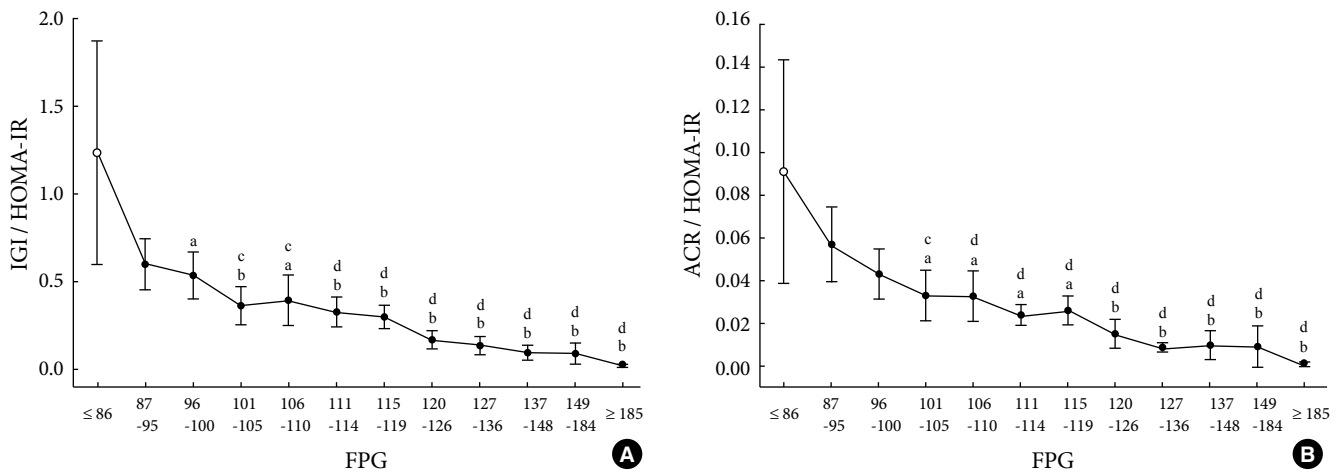 2.0
1.5
1.0
0.5
0.0
IGI / HOMA-IR
a
c
b
c
a
d
b
d
b
d
b
d
b
d
b
d
b
d
b
≤ 86
87
-95
96
-100
101
-105
106
-110
111
-114
115
-119
120
-126
127
-136
137
-148
149
-184
≥ 185
FPG
A
0.16
0.14
0.12
0.10
0.08
0.06
0.04
0.02
0.00
ACR / HOMA-IR
c
a
d
a
d
a
d
a
d
b
d
b
d
b
d
b
d
b
≤ 86
87
-95
96
-100
101
-105
106
-110
111
-114
115
-119
120
-126
127
-136
137
-148
149
-184
≥ 185
FPG
B